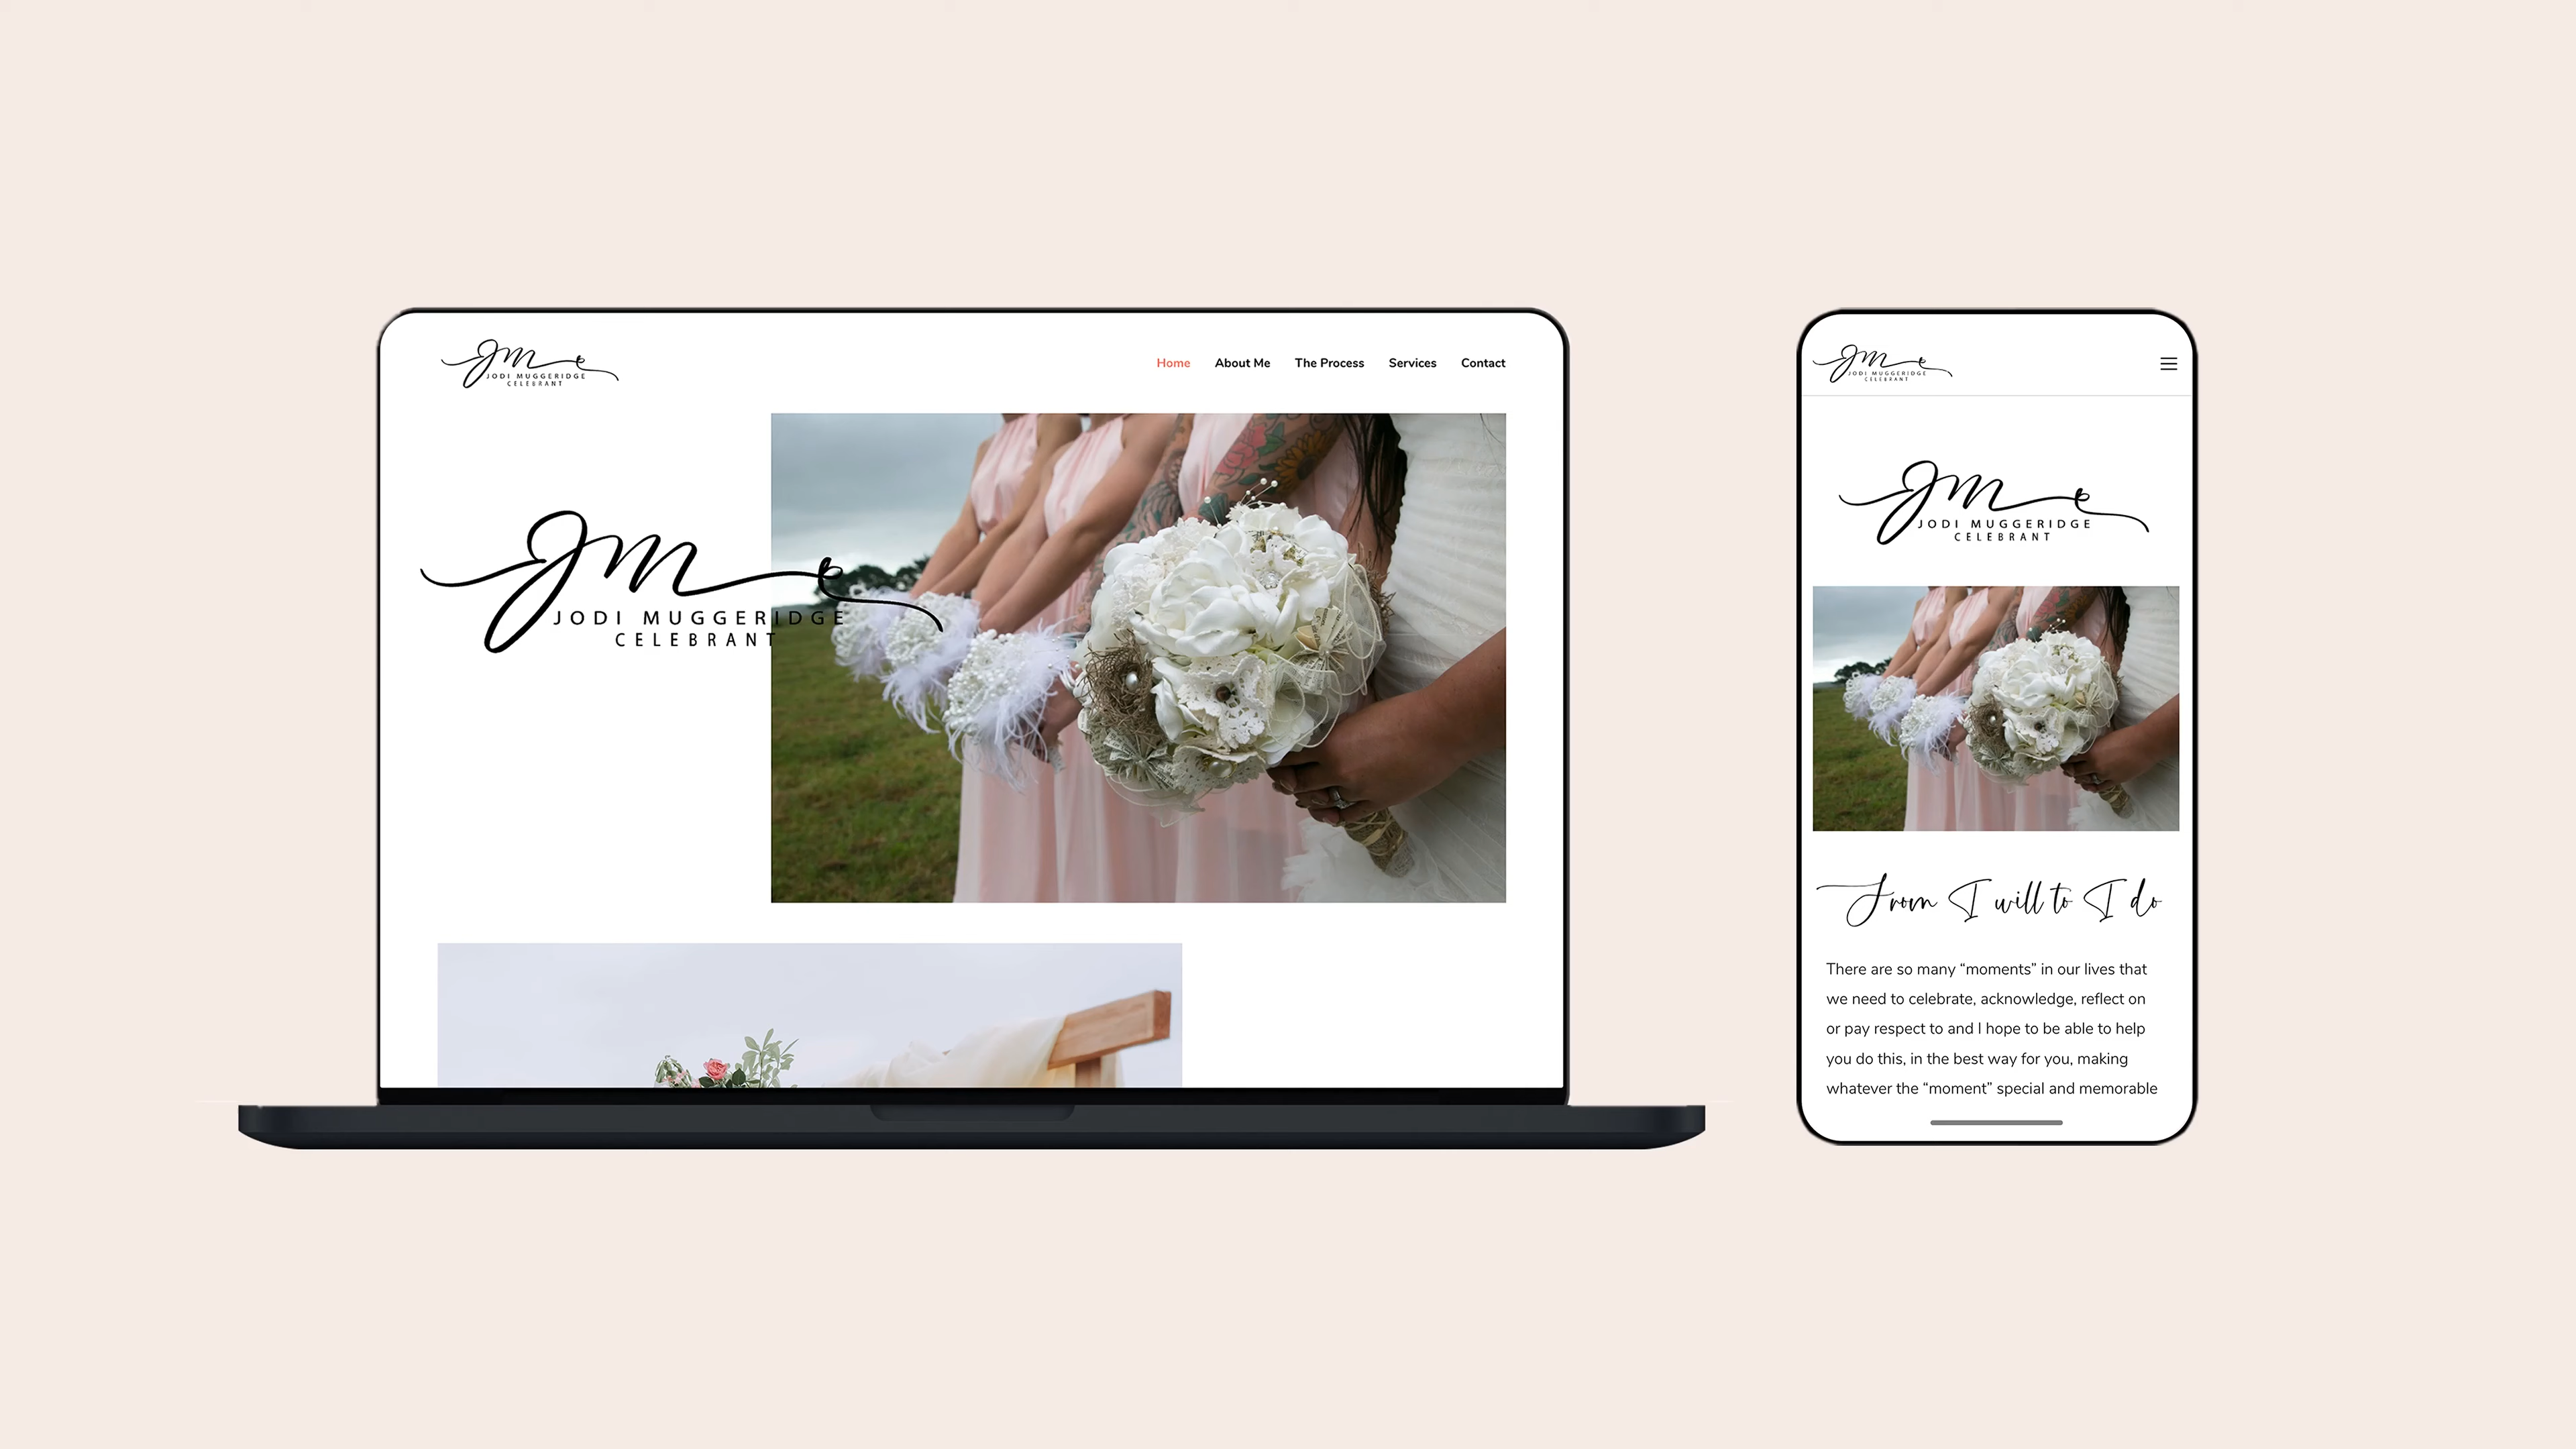 Jm
JODI MUGGERIDGE
CELEBRANT
Home About Me The Process Services Contact
Jm
JODI MUGGERIDGE
CELEBRANT
Jm
JODI MUGGERIDGE
CELEBRANT
Jm
JODI MUGGERIDGE
CELEBRANT
From I will to I do
There are so many “moments” in our lives that
we need to celebrate, acknowledge, reflect on
or pay respect to and I hope to be able to help
you do this, in the best way for you, making
whatever the “moment” special and memorable